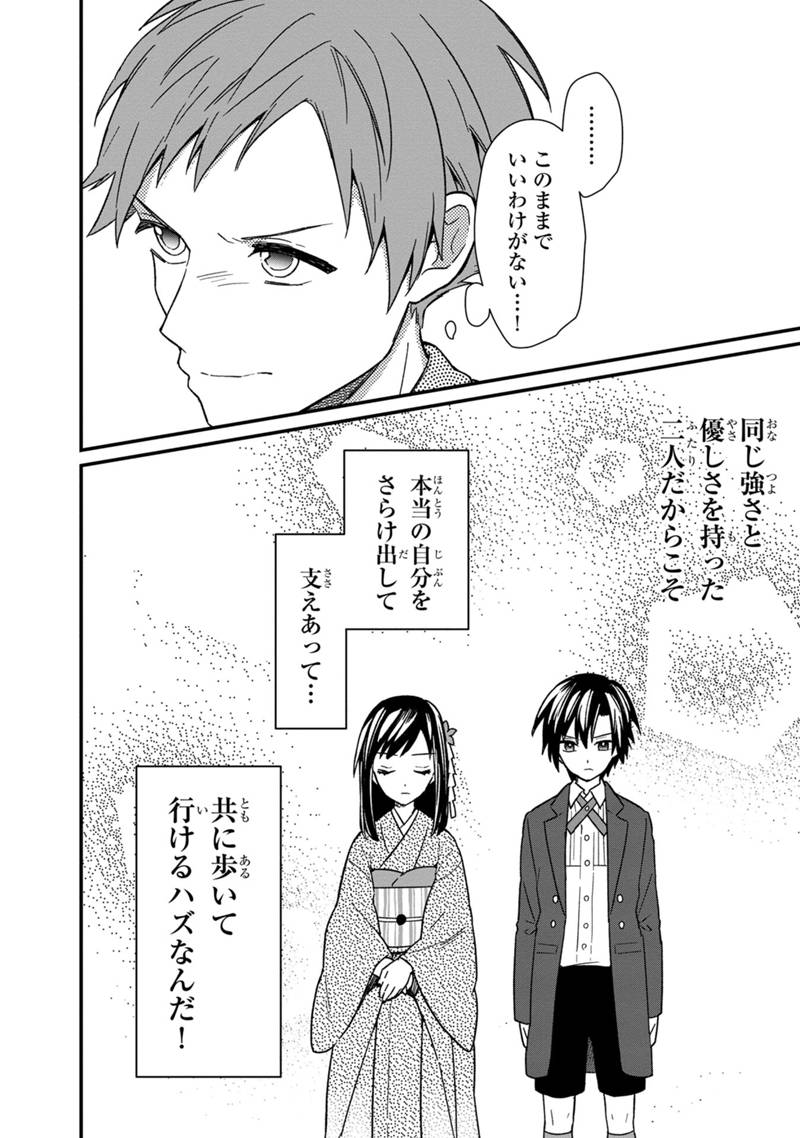 ………
このままで
いいわけがない…！
同じ強さと
優しさを持った
二人だからこそ
本当の自分を
さらけ出して
支えあって…
共に歩いて
行けるハズなんだ！